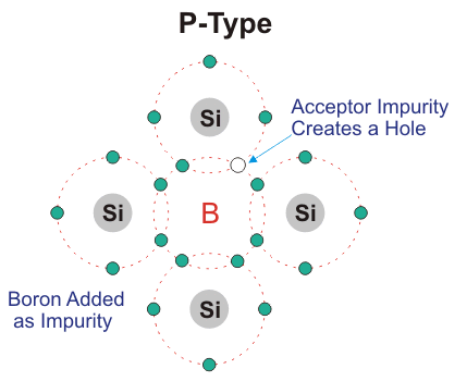 P-Type
Si
Acceptor Impurity
Creates a Hole
Si
B
Si
Boron Added
as Impurity
Si